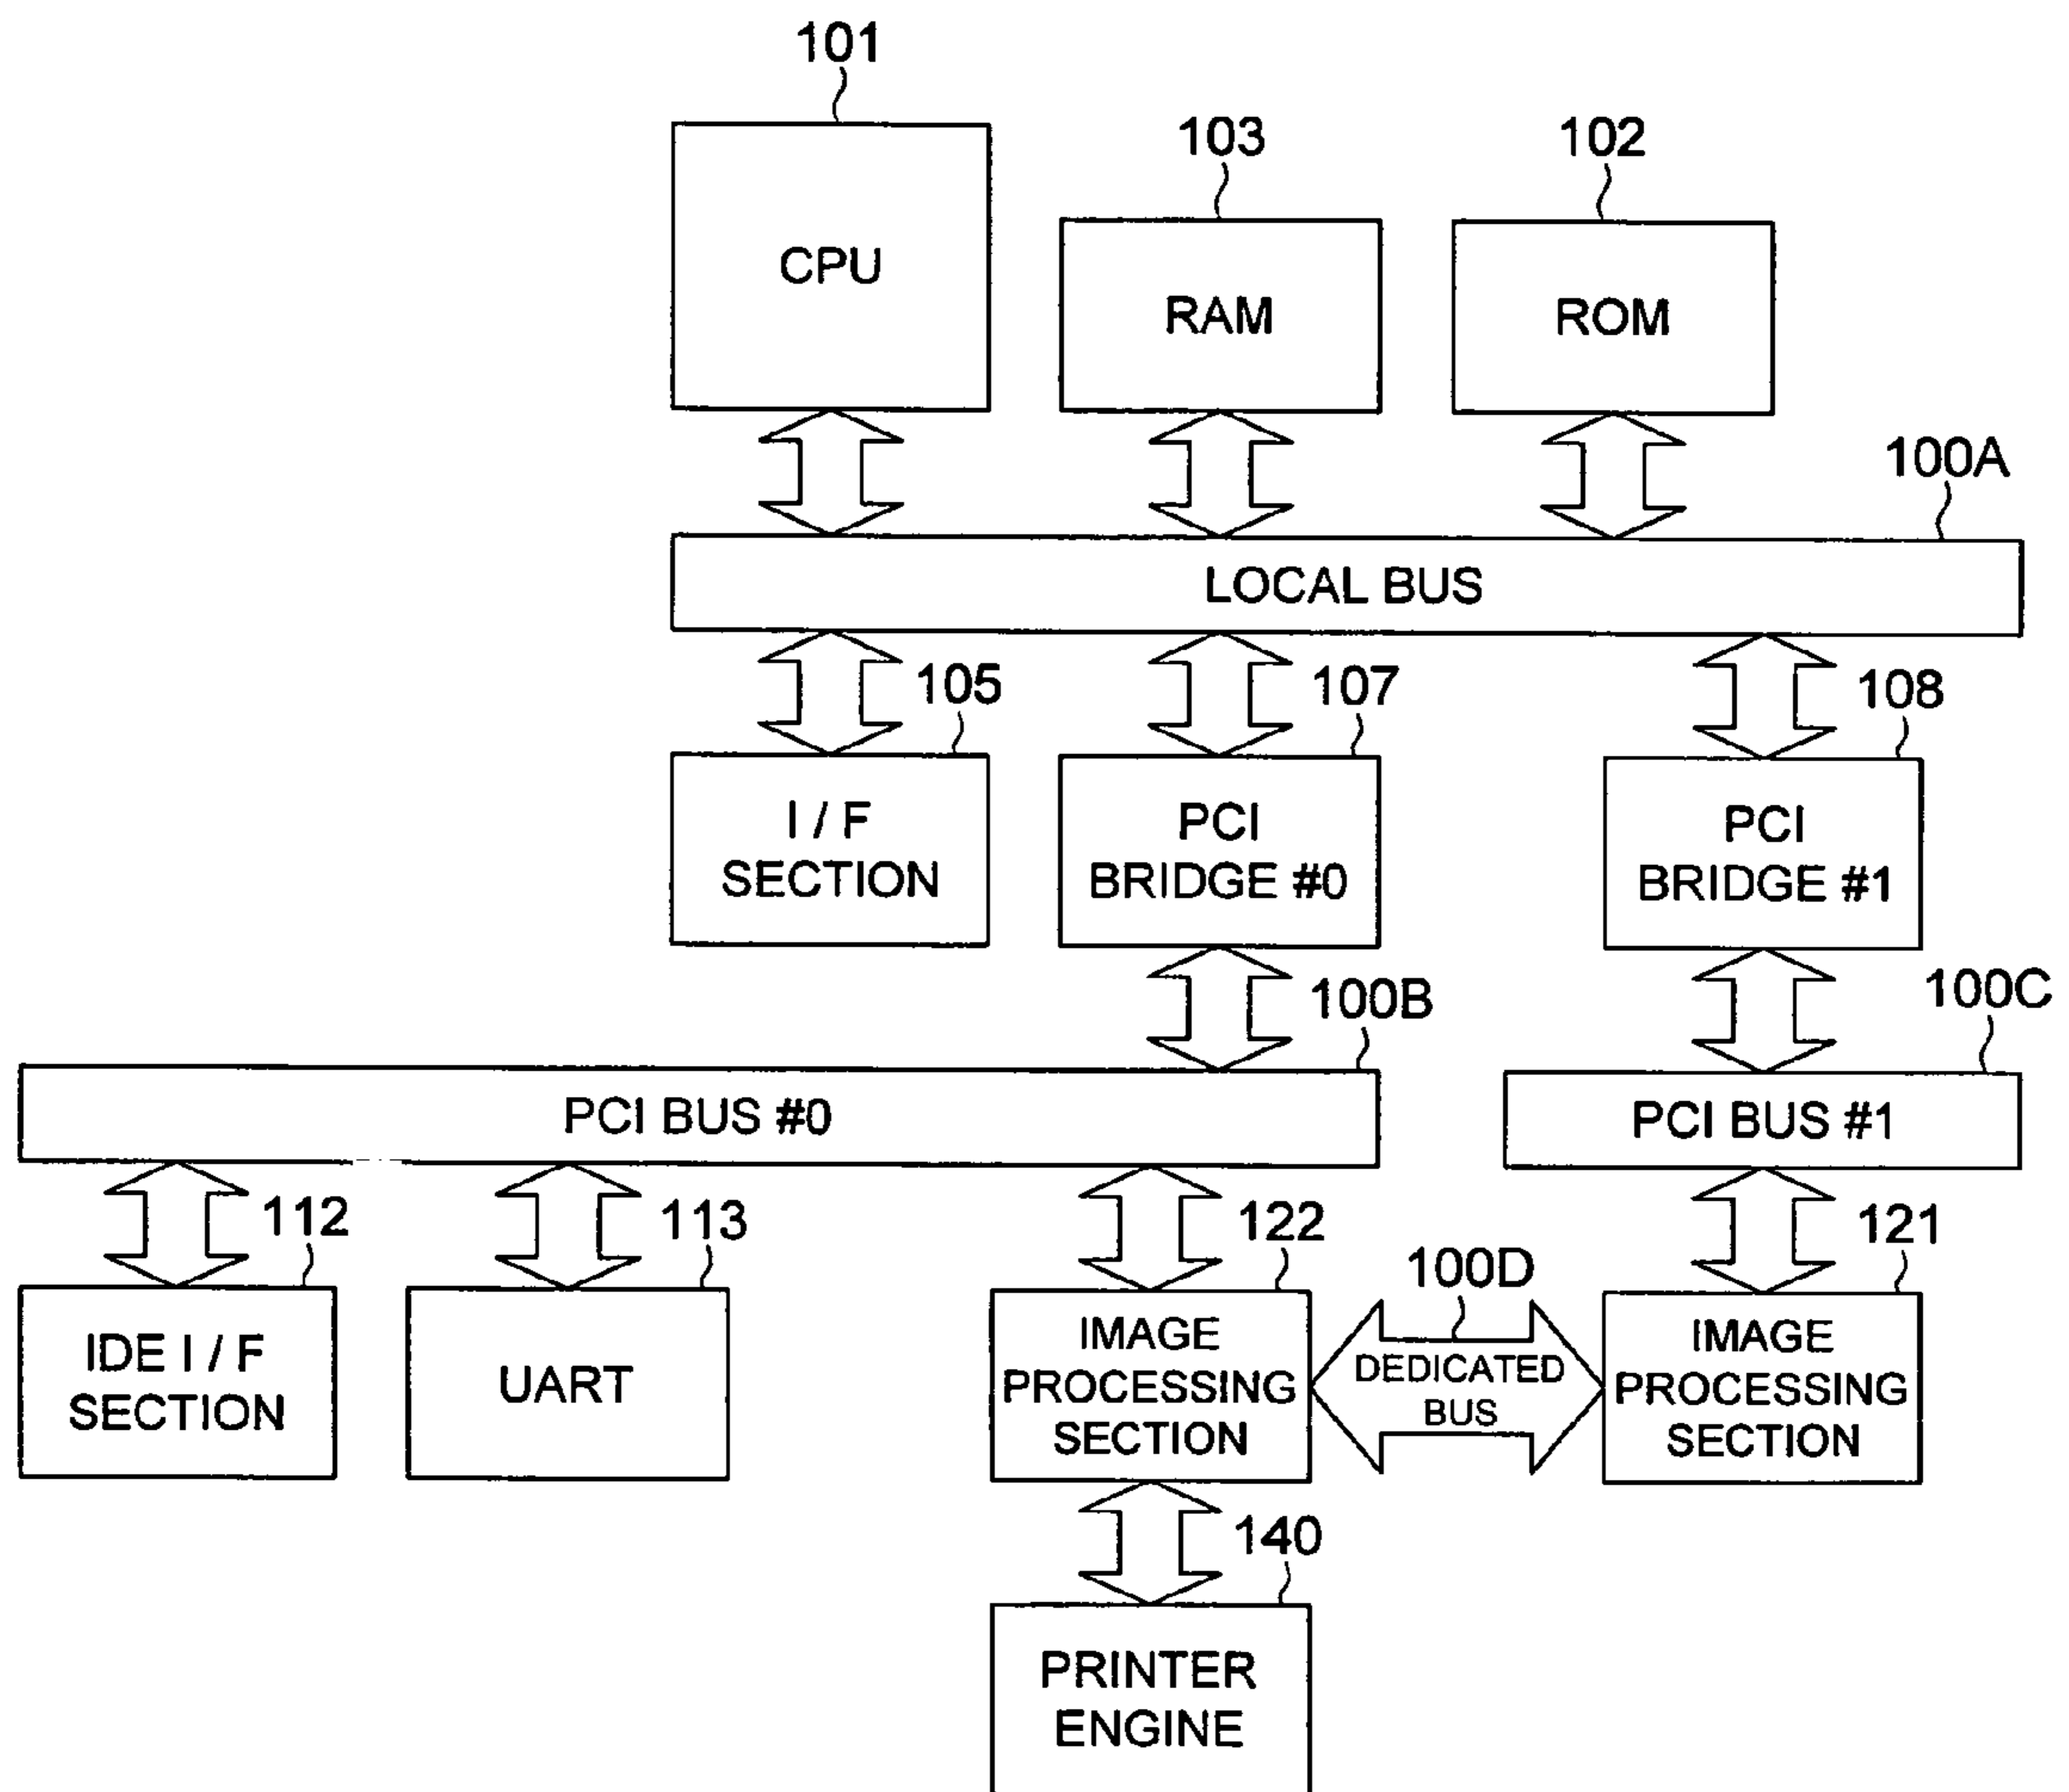 101
103
102
CPU
RAM
ROM
100A
LOCAL BUS
105
107
108
I / F
SECTION
PCI
BRIDGE #0
PCI
BRIDGE #1
100B
100C
PCI BUS #0
PCI BUS #1
112
113
122
100D
121
IDE I / F
SECTION
UART
IMAGE
PROCESSING
SECTION
DEDICATED
BUS
IMAGE
PROCESSING
SECTION
140
PRINTER
ENGINE